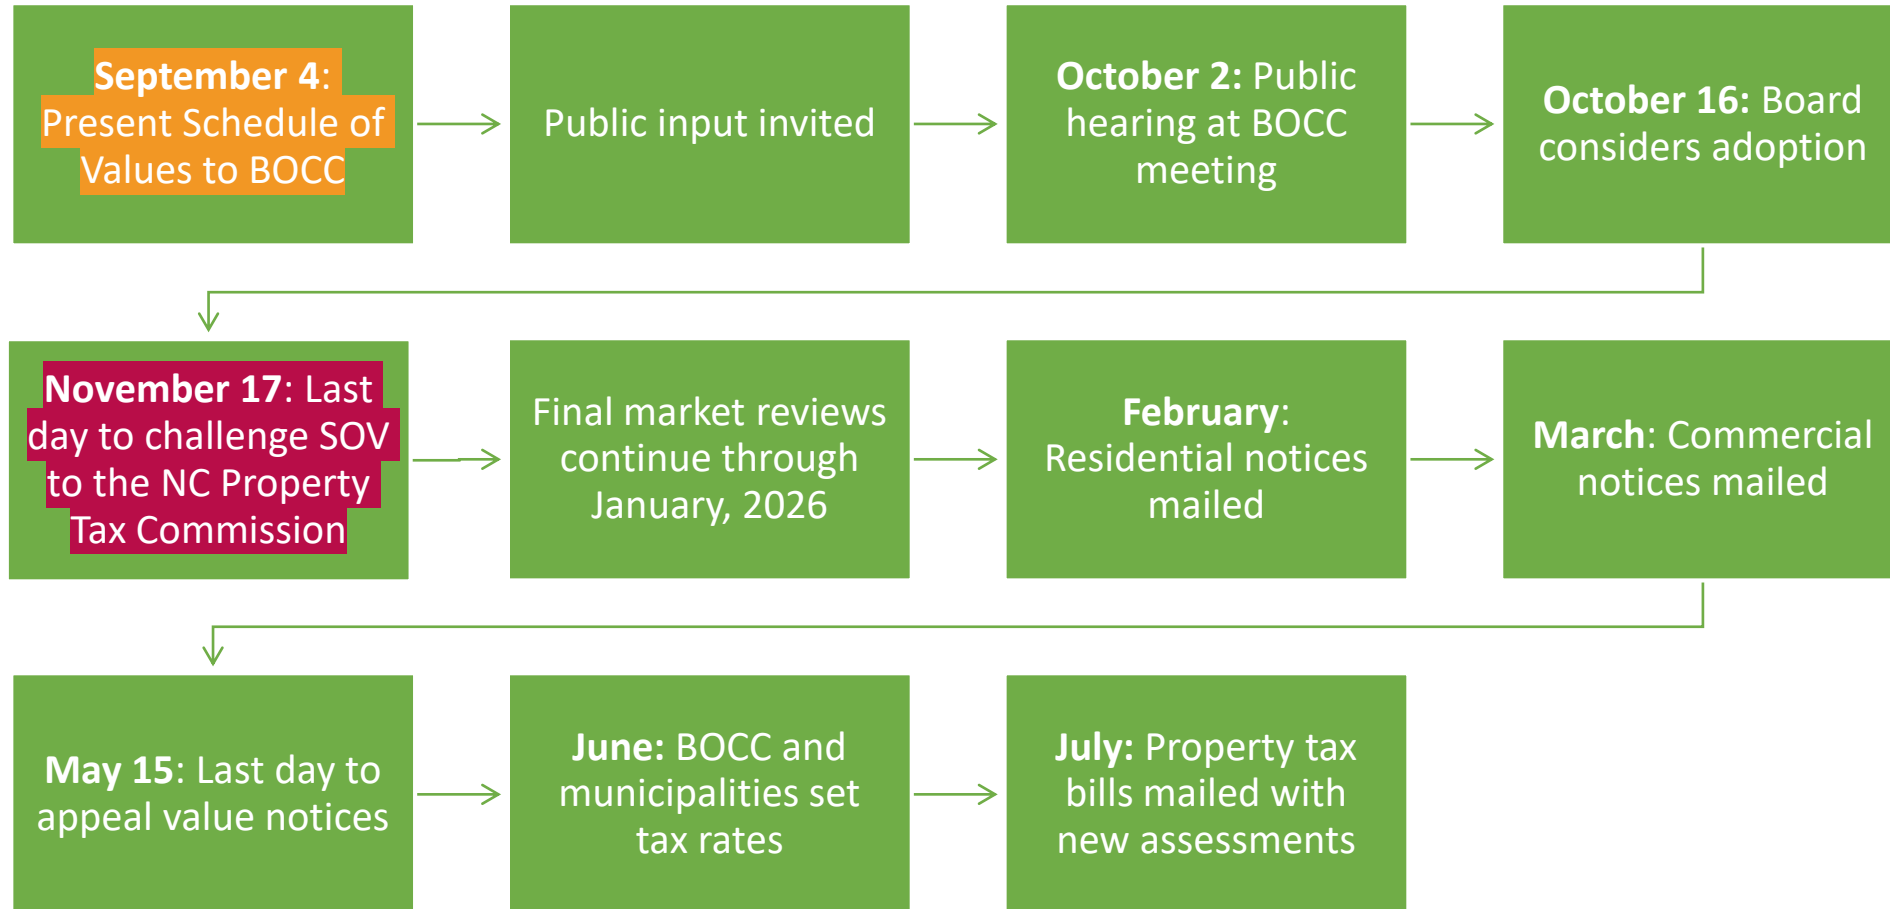 September 4:
Present Schedule of
Values to BOCC
Public input invited
October 2: Public
hearing at BOCC
meeting
October 16: Board
considers adoption
November 17: Last
day to challenge SOV
to the NC Property
Tax Commission
Final market reviews
continue through
January, 2026
February:
Residential notices
mailed
March: Commercial
notices mailed
May 15: Last day to
appeal value notices
June: BOCC and
municipalities set
tax rates
July: Property tax
bills mailed with
new assessments